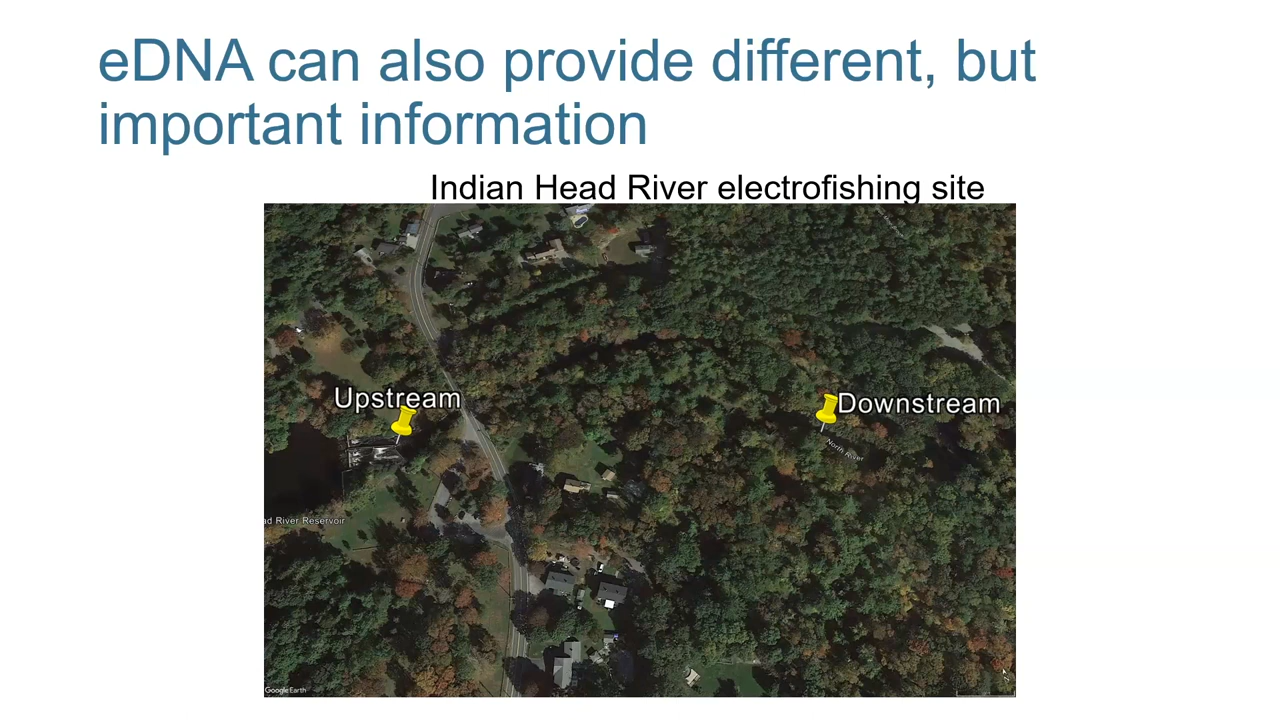 eDNA can also provide different, but
important information
Indian Head River electrofishing site
Upstream
Downstream
North River
ad River Reservoir
Google Earth